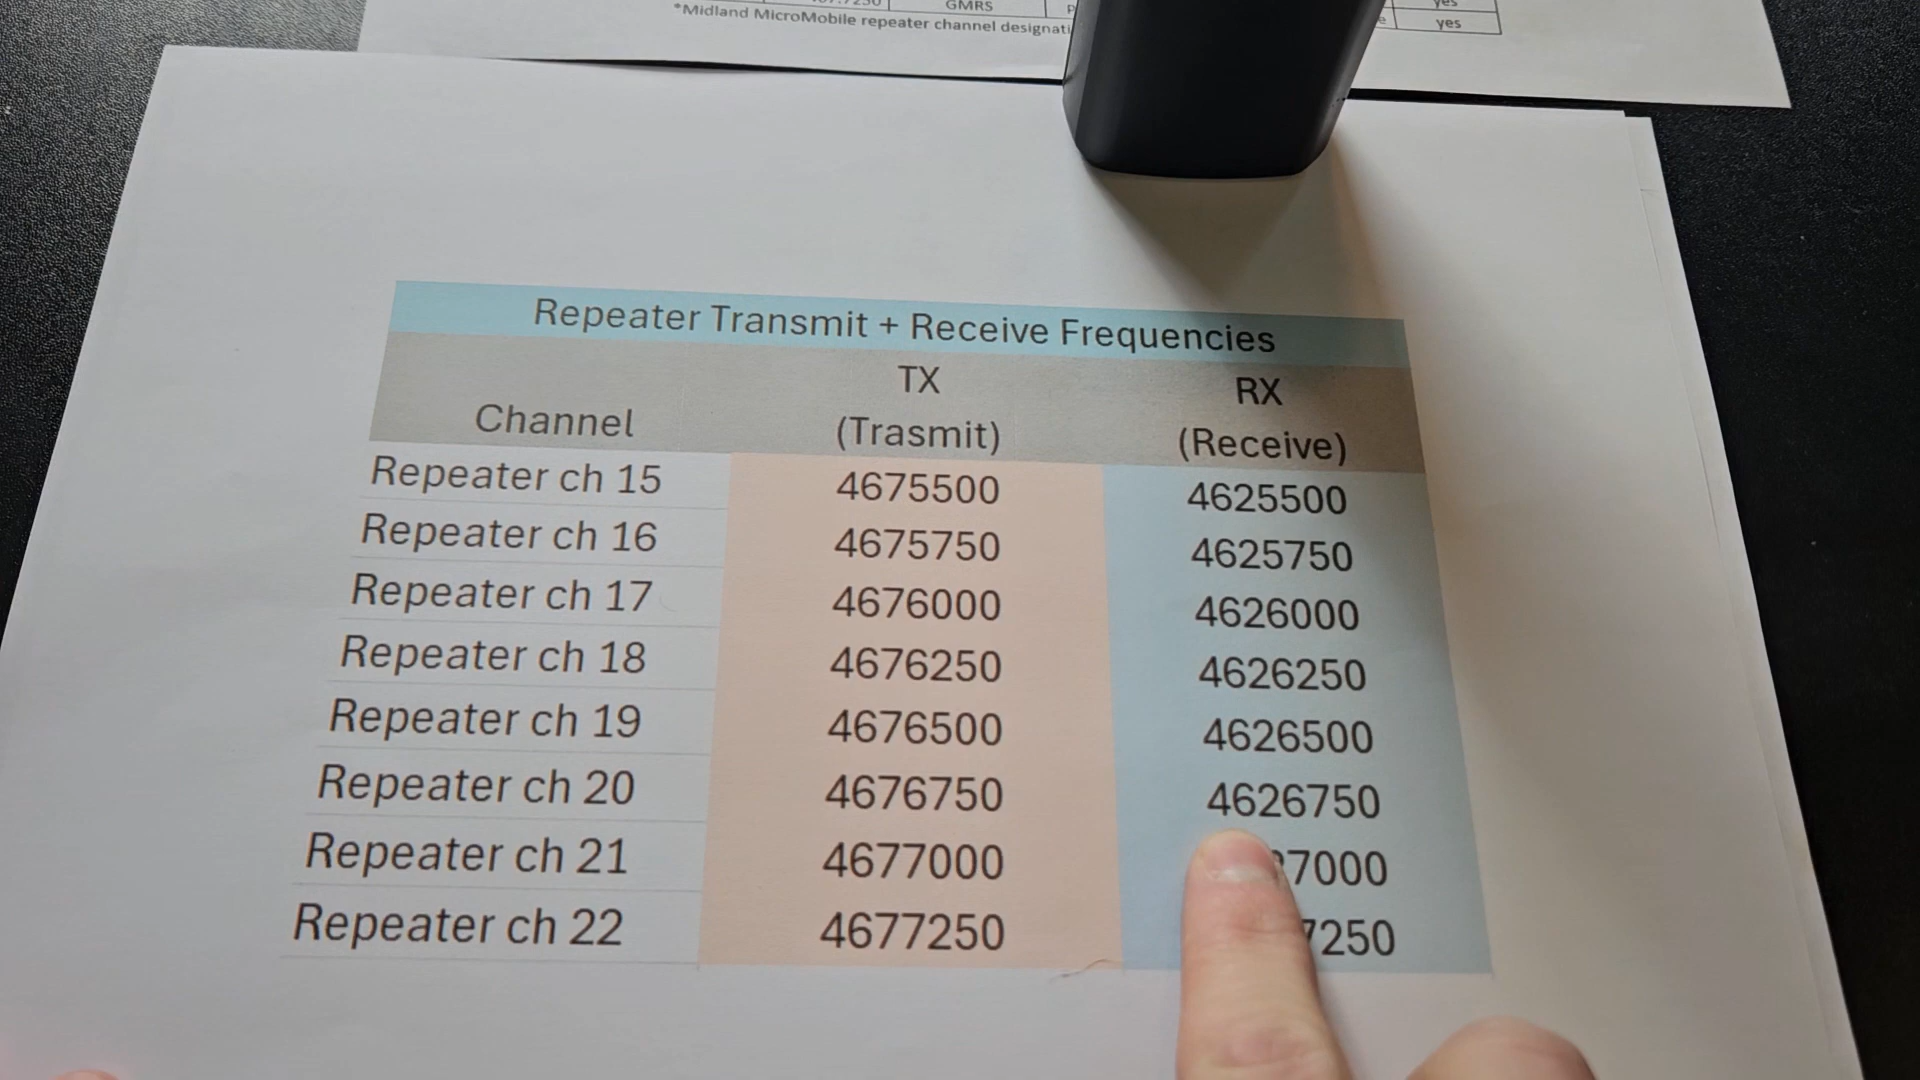 GMRS
yes
*Midland MicroMobile repeater channel designati
yes
Repeater Transmit + Receive Frequencies
Channel TX (Trasmit) RX (Receive)
Repeater ch 15 4675500 4625500
Repeater ch 16 4675750 4625750
Repeater ch 17 4676000 4626000
Repeater ch 18 4676250 4626250
Repeater ch 19 4676500 4626500
Repeater ch 20 4676750 4626750
Repeater ch 21 4677000 7000
Repeater ch 22 4677250 7250